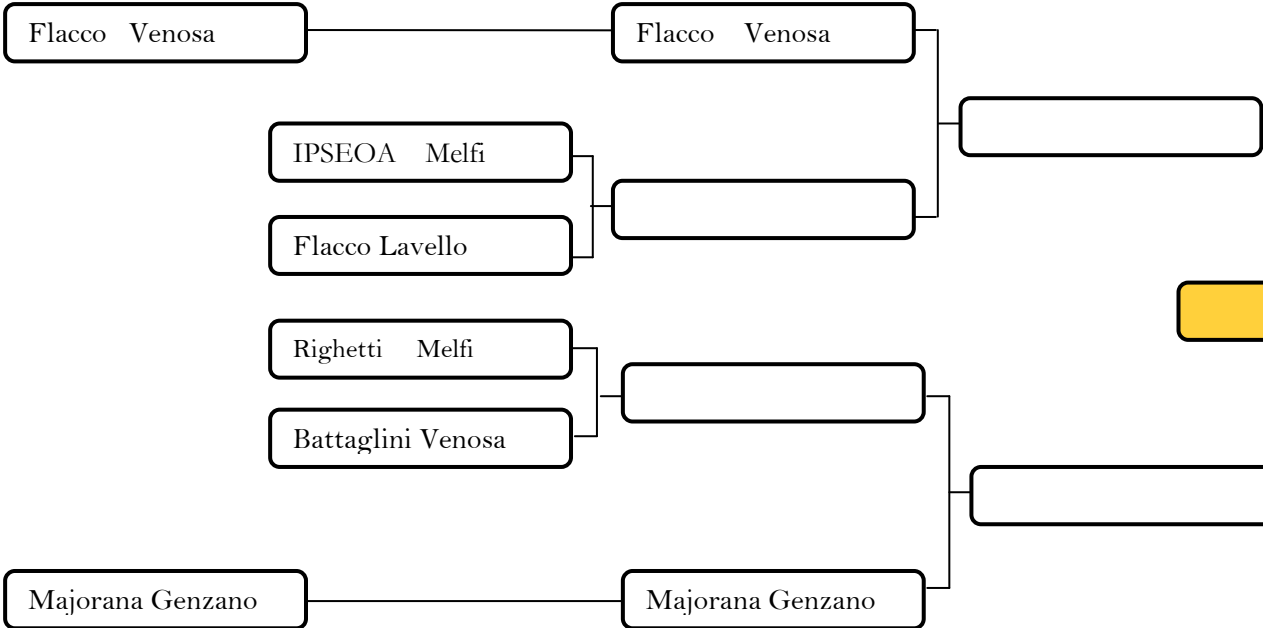 Flacco Venosa
Flacco Venosa
IPSEOA Melfi
Flacco Lavello
Righetti Melfi
Battaglini Venosa
Majorana Genzano
Majorana Genzano